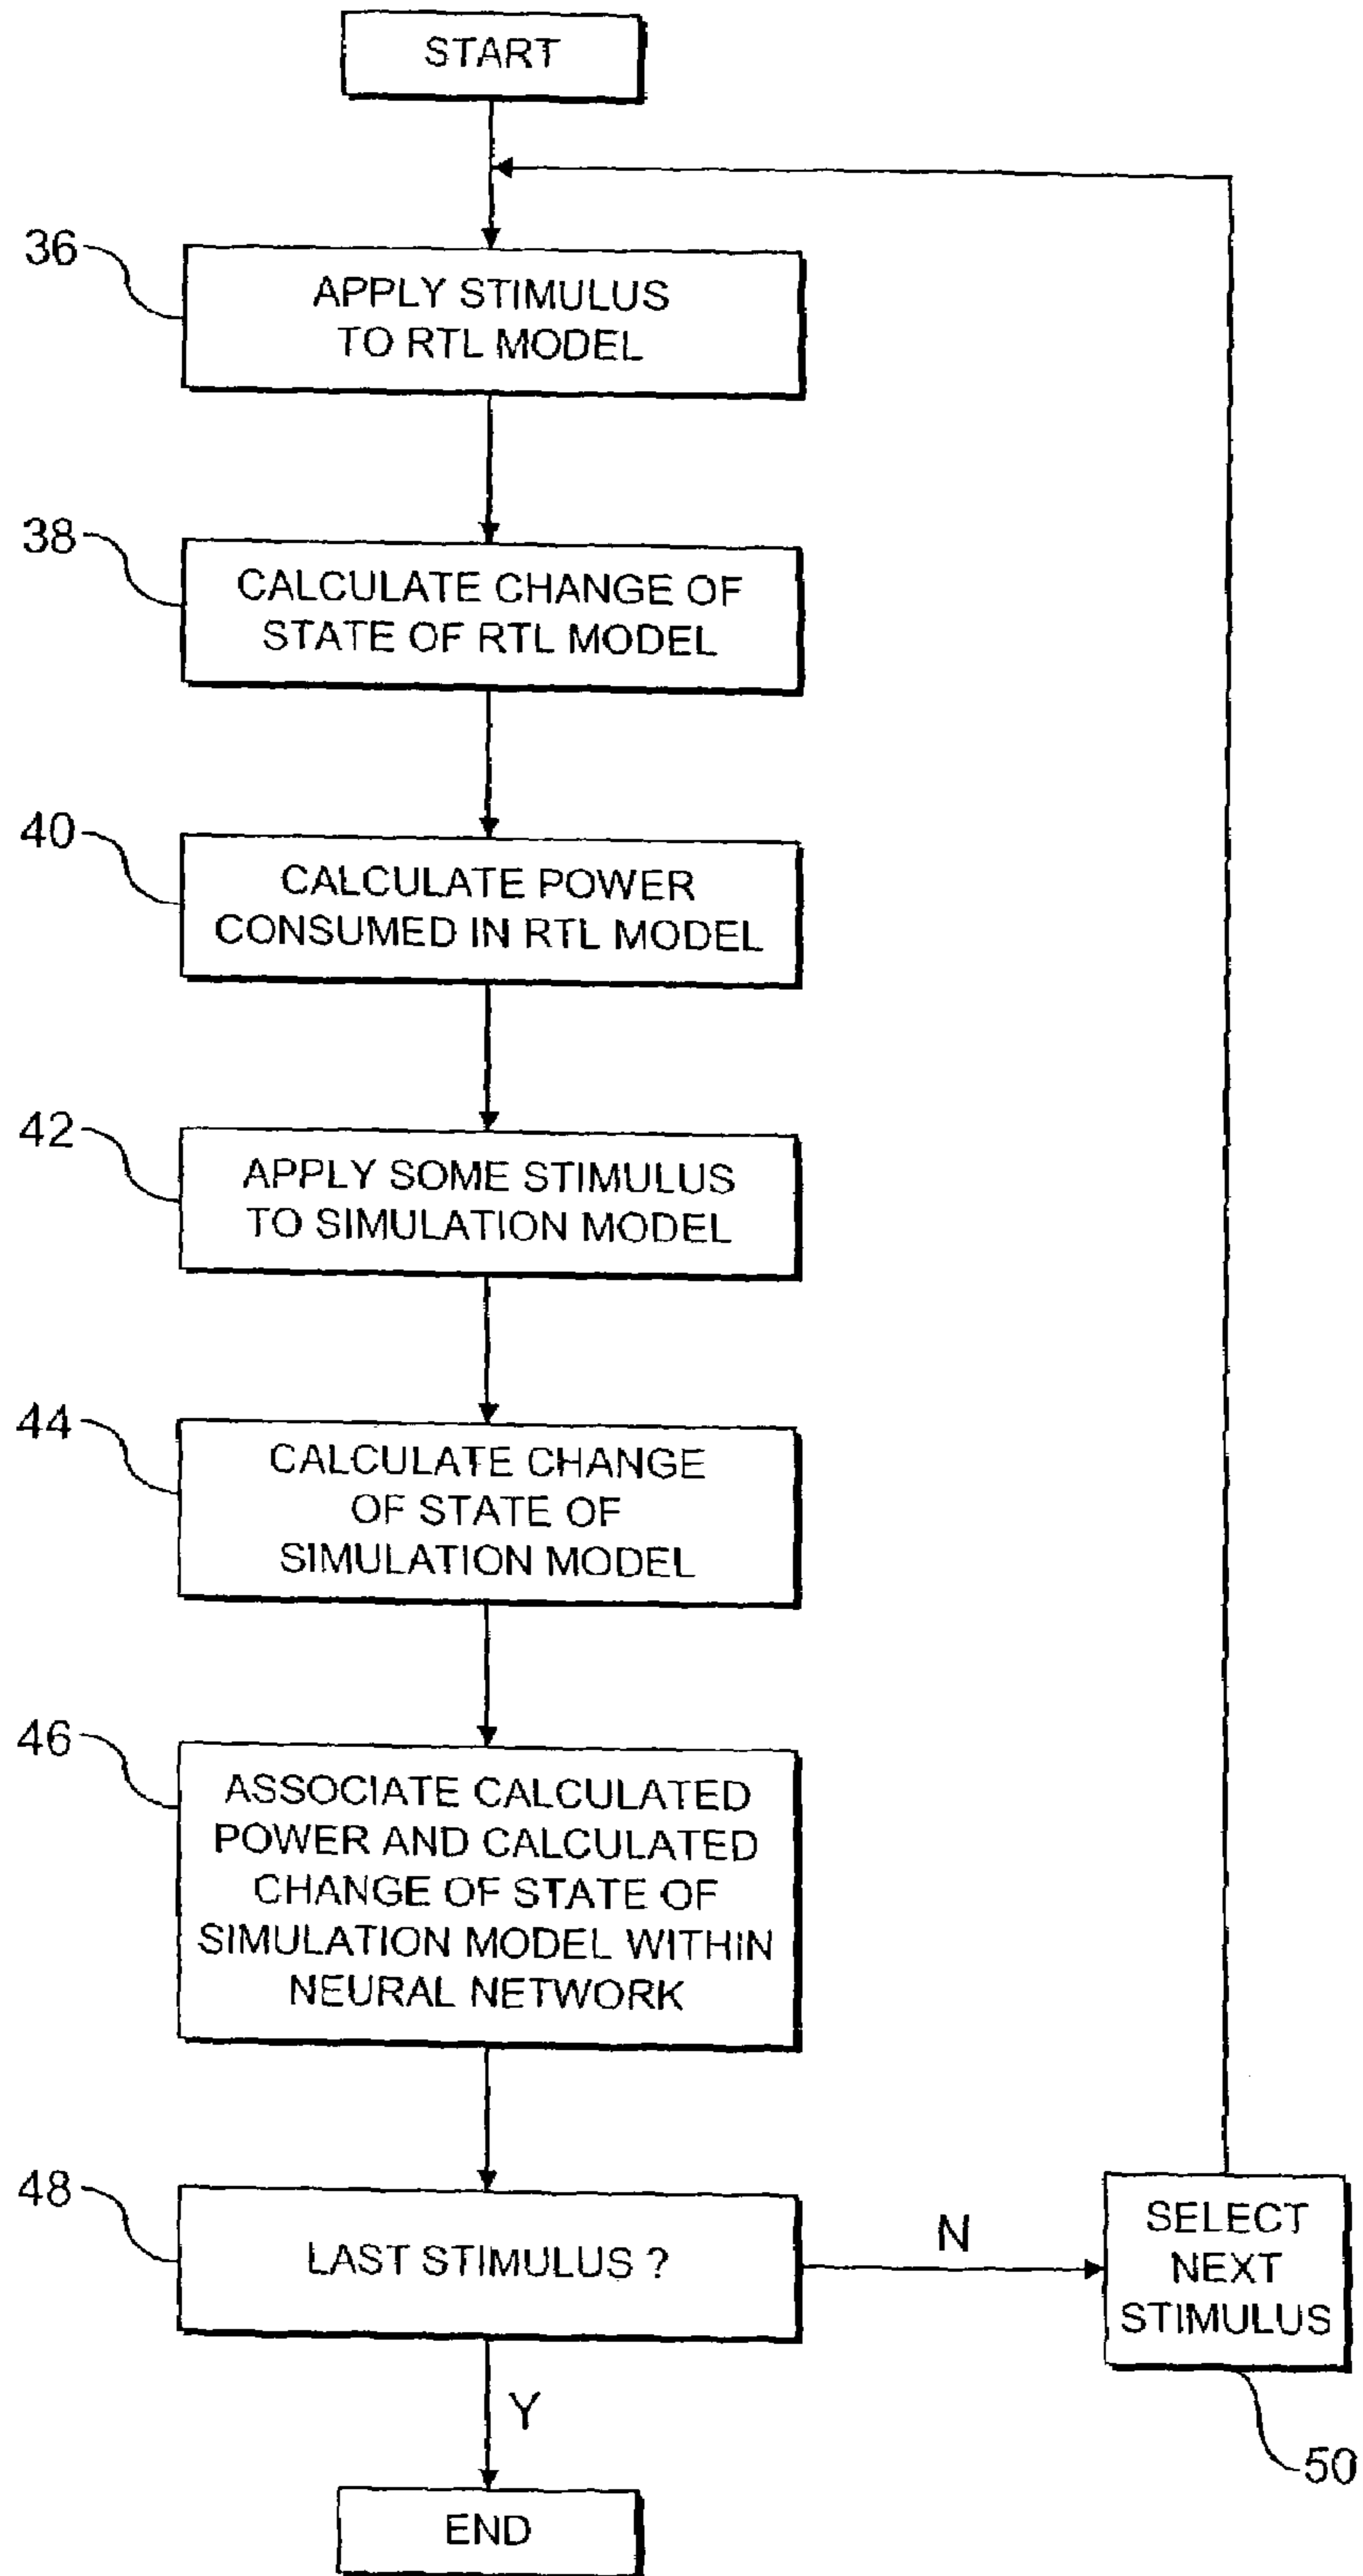 START
36
APPLY STIMULUS
TO RTL MODEL
38
CALCULATE CHANGE OF
STATE OF RTL MODEL
40
CALCULATE POWER
CONSUMED IN RTL MODEL
42
APPLY SOME STIMULUS
TO SIMULATION MODEL
44
CALCULATE CHANGE
OF STATE OF
SIMULATION MODEL
46
ASSOCIATE CALCULATED
POWER AND CALCULATED
CHANGE OF STATE OF
SIMULATION MODEL WITHIN
NEURAL NETWORK
48
LAST STIMULUS ?
N
SELECT
NEXT
STIMULUS
50
Y
END